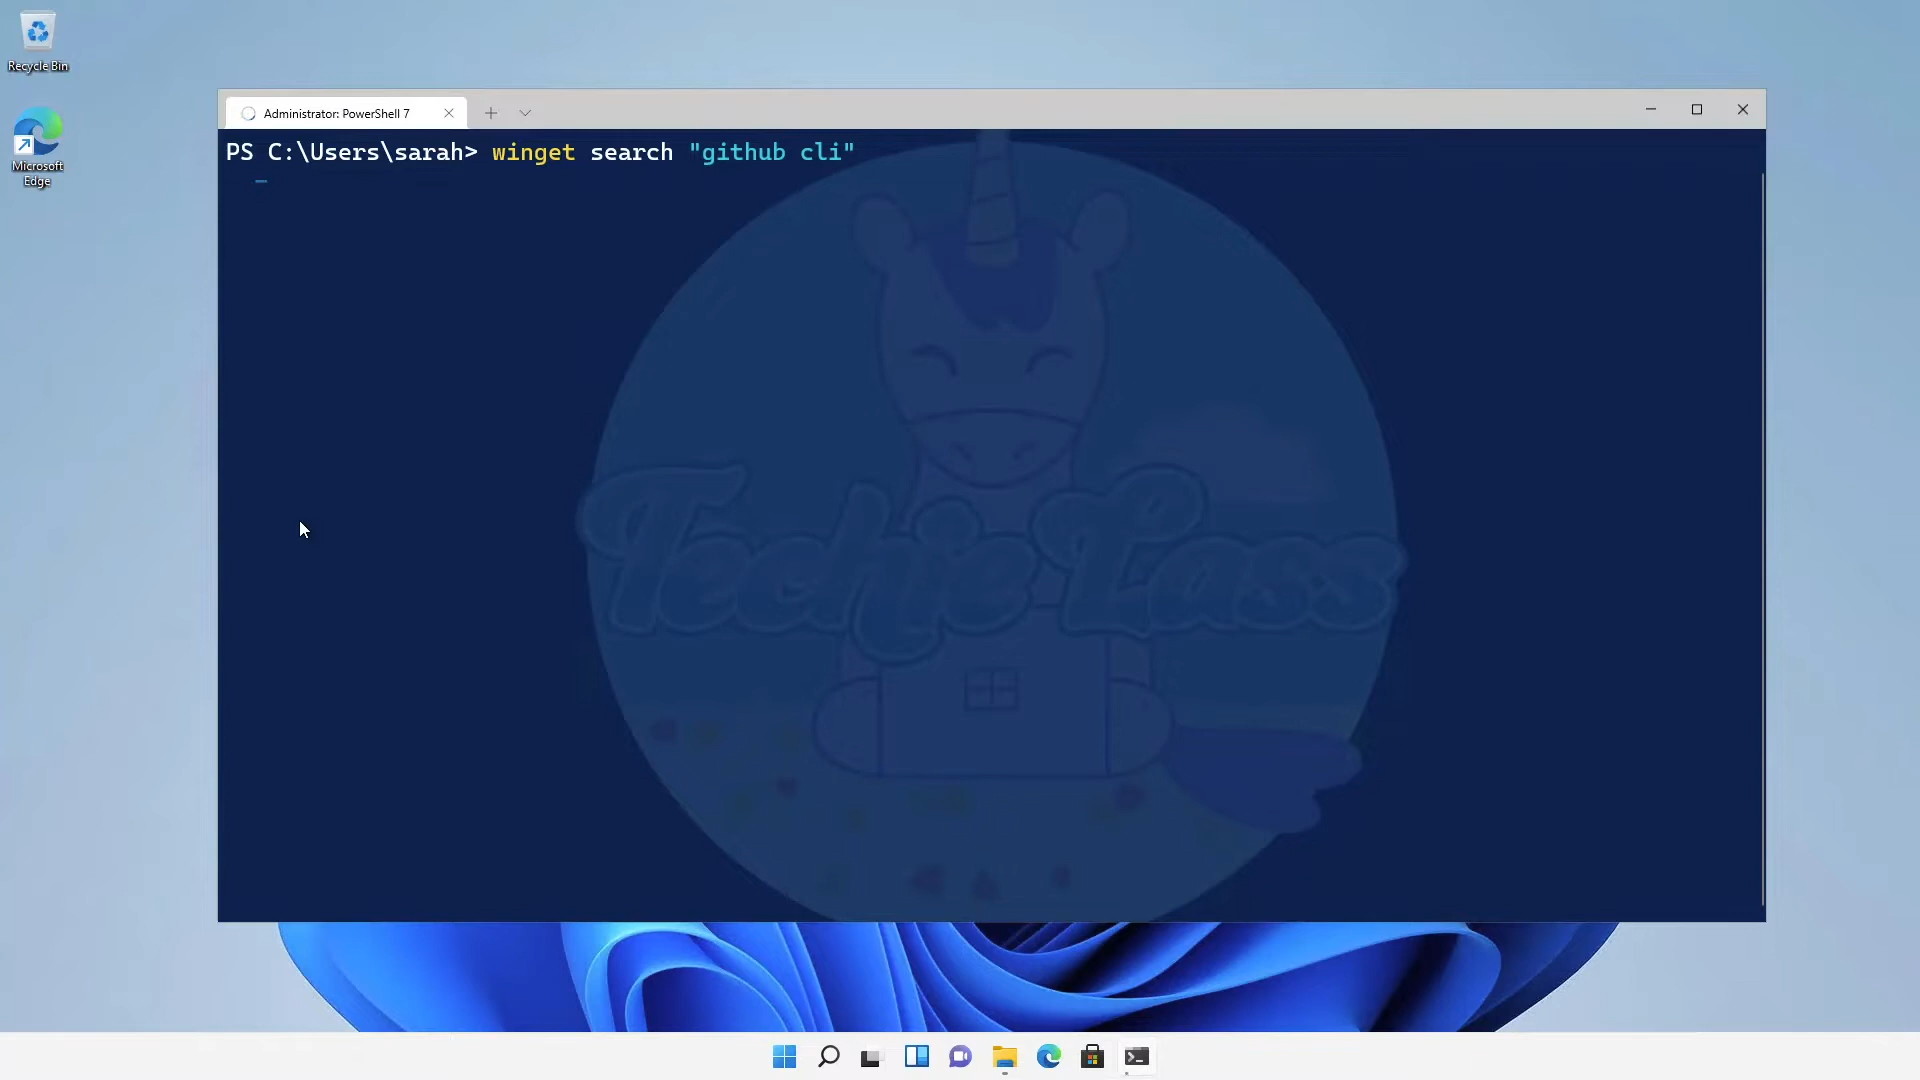 Recycle Bin
Microsoft
Edge
Administrator: PowerShell 7
PS C:\Users\sarah> winget search "github cli"
Techie Lass